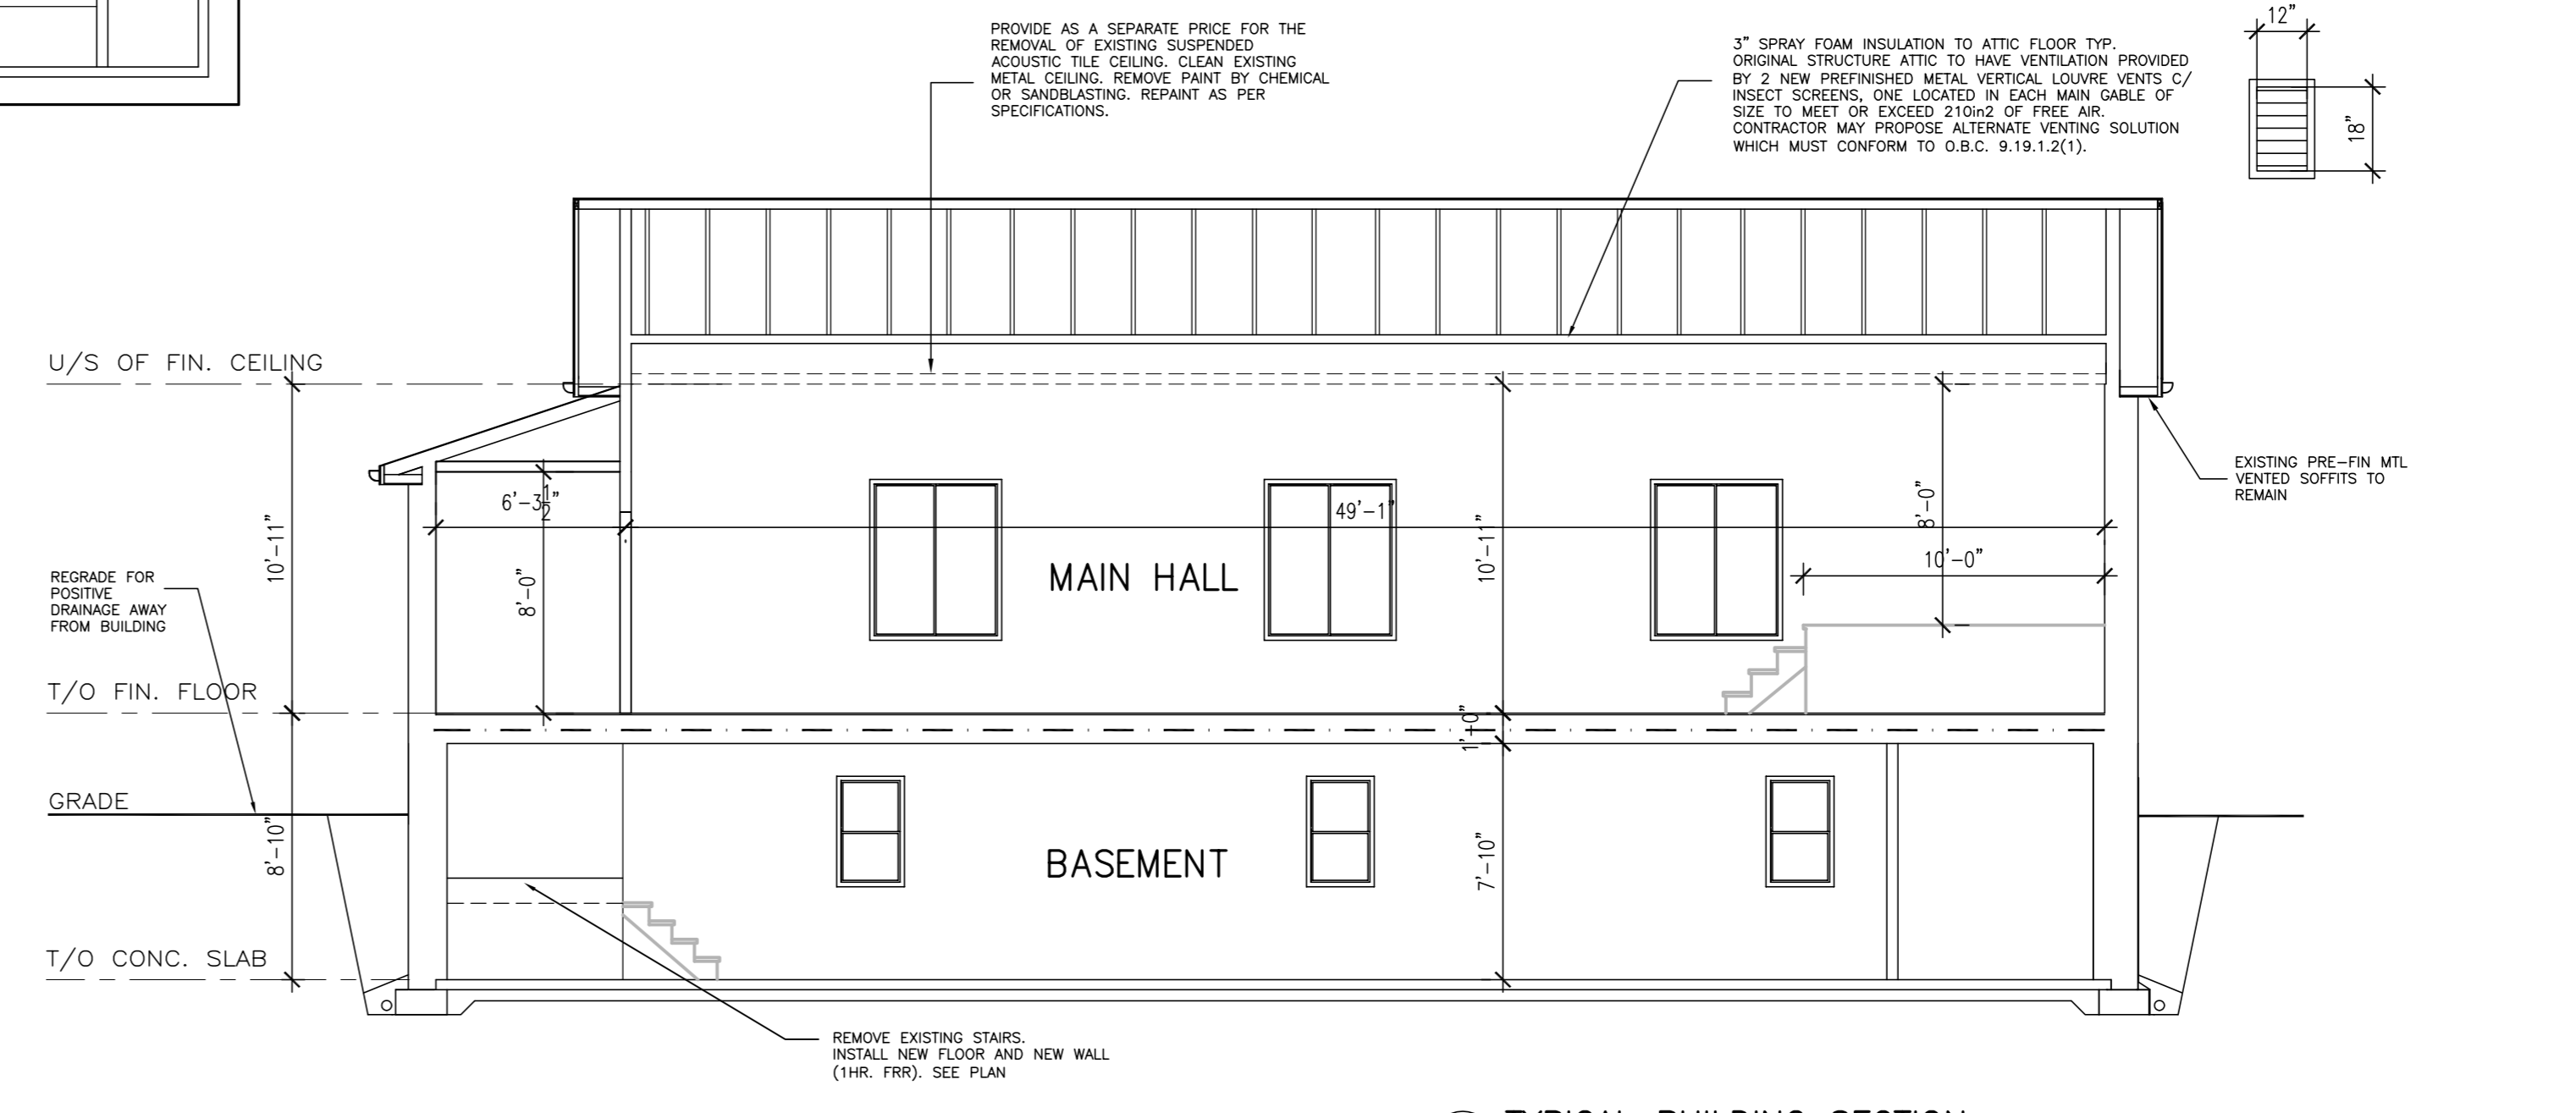 PROVIDE AS A SEPARATE PRICE FOR THE
REMOVAL OF EXISTING SUSPENDED
ACOUSTIC TILE CEILING. CLEAN EXISTING
METAL CEILING. REMOVE PAINT BY CHEMICAL
OR SANDBLASTING. REPAINT AS PER
SPECIFICATIONS.
3" SPRAY FOAM INSULATION TO ATTIC FLOOR TYP.
ORIGINAL STRUCTURE ATTIC TO HAVE VENTILATION PROVIDED
BY 2 NEW PREFINISHED METAL VERTICAL LOUVRE VENTS C/
INSECT SCREENS, ONE LOCATED IN EACH MAIN GABLE OF
SIZE TO MEET OR EXCEED 210in2 OF FREE AIR.
CONTRACTOR MAY PROPOSE ALTERNATE VENTING SOLUTION
WHICH MUST CONFORM TO O.B.C. 9.19.1.2(1).
12"
18"
U/S OF FIN. CEILING
EXISTING PRE-FIN MTL
VENTED SOFFITS TO
REMAIN
6'-3 1/2"
49'-1"
8'-0"
10'-11"
10'-11"
10'-0"
8'-0"
MAIN HALL
REGRADE FOR
POSITIVE
DRAINAGE AWAY
FROM BUILDING
T/O FIN. FLOOR
1'-0"
GRADE
8'-10"
7'-10"
BASEMENT
T/O CONC. SLAB
REMOVE EXISTING STAIRS.
INSTALL NEW FLOOR AND NEW WALL
(1HR. FRR). SEE PLAN
TYPICAL BUILDING SECTION